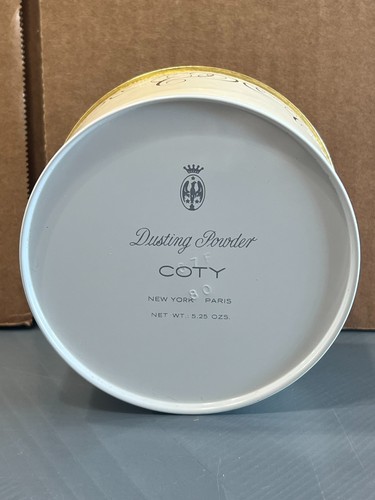 Dusting Powder
COTY
NEW YORK PARIS
NET WT 5.25 OZS.